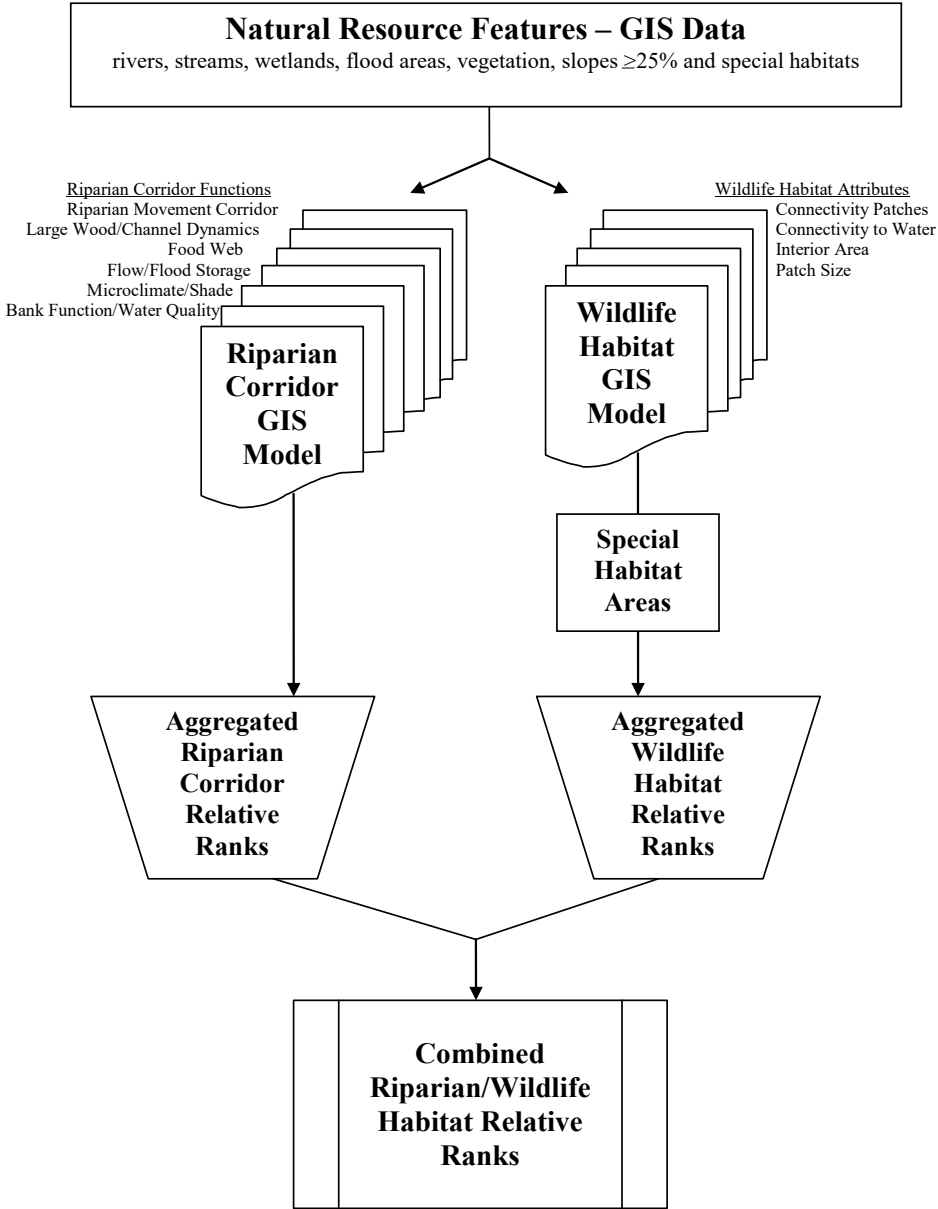 Natural Resource Features – GIS Data
rivers, streams, wetlands, flood areas, vegetation, slopes ≥25% and special habitats
Riparian Corridor Functions
Riparian Movement Corridor
Large Wood/Channel Dynamics
Food Web
Flow/Flood Storage
Microclimate/Shade
Bank Function/Water Quality
Wildlife Habitat Attributes
Connectivity Patches
Connectivity to Water
Interior Area
Patch Size
Riparian
Corridor
GIS
Model
Wildlife
Habitat
GIS
Model
Special
Habitat
Areas
Aggregated
Riparian
Corridor
Relative
Ranks
Aggregated
Wildlife
Habitat
Relative
Ranks
Combined
Riparian/Wildlife
Habitat Relative
Ranks